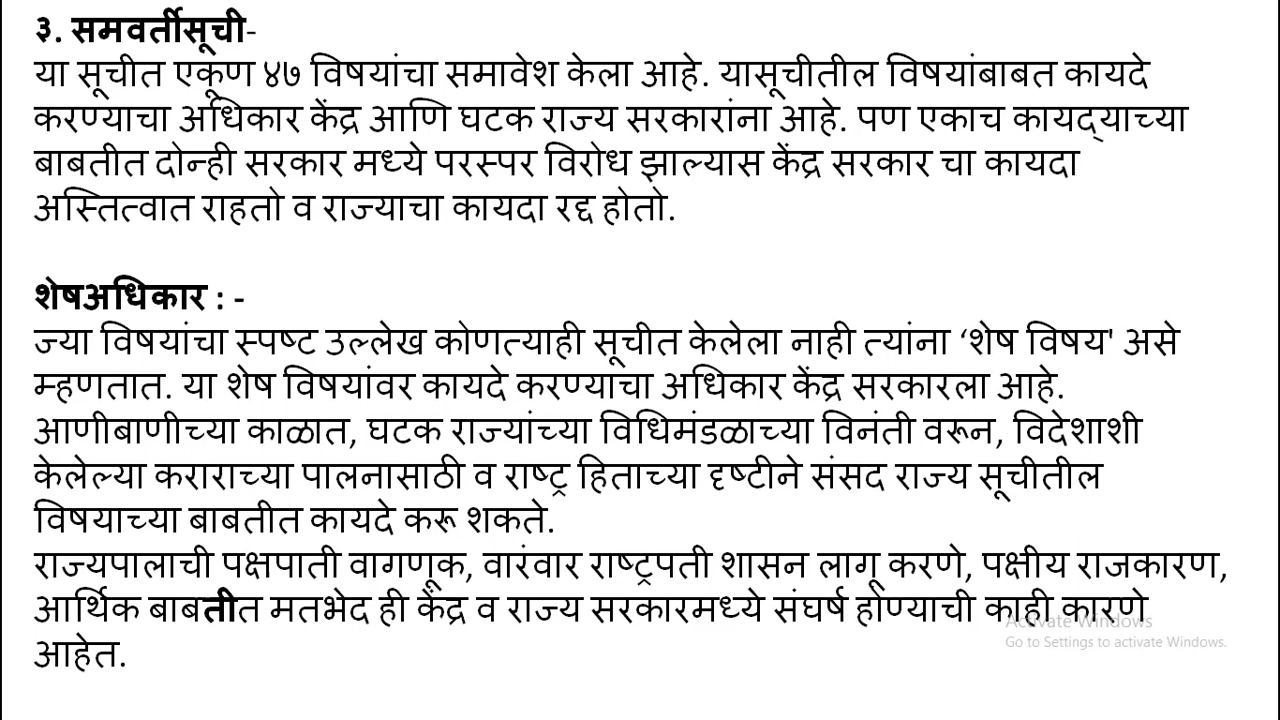 ३. समवर्तीसूची-
या सूचीत एकूण ४७ विषयांचा समावेश केला आहे. यासूचीतील विषयांबाबत कायदे
करण्याचा अधिकार केंद्र आणि घटक राज्य सरकारांना आहे. पण एकाच कायद्‌याच्या
बाबतीत दोन्ही सरकार मध्ये परस्पर विरोध झाल्यास केंद्र सरकार चा कायदा
अस्तित्वात राहतो व राज्याचा कायदा रद्द होतो.
शेषअधिकार : -
ज्या विषयांचा स्पष्ट उल्लेख कोणत्याही सूचीत केलेला नाही त्यांना ‘शेष विषय' असे
म्हणतात. या शेष विषयांवर कायदे करण्याचा अधिकार केंद्र सरकारला आहे.
आणीबाणीच्या काळात, घटक राज्यांच्या विधिमंडळाच्या विनंती वरून, विदेशाशी
केलेल्या कराराच्या पालनासाठी व राष्ट्र हिताच्या दृष्टीने संसद राज्य सूचीतील
विषयाच्या बाबतीत कायदे करू शकते.
राज्यपालाची पक्षपाती वागणूक, वारंवार राष्ट्रपती शासन लागू करणे, पक्षीय राजकारण,
आर्थिक बाबतीत मतभेद ही केंद्र व राज्य सरकारमध्ये संघर्ष होण्याची काही कारणे
आहेत.
Activate Windows
Go to Settings to activate Windows.